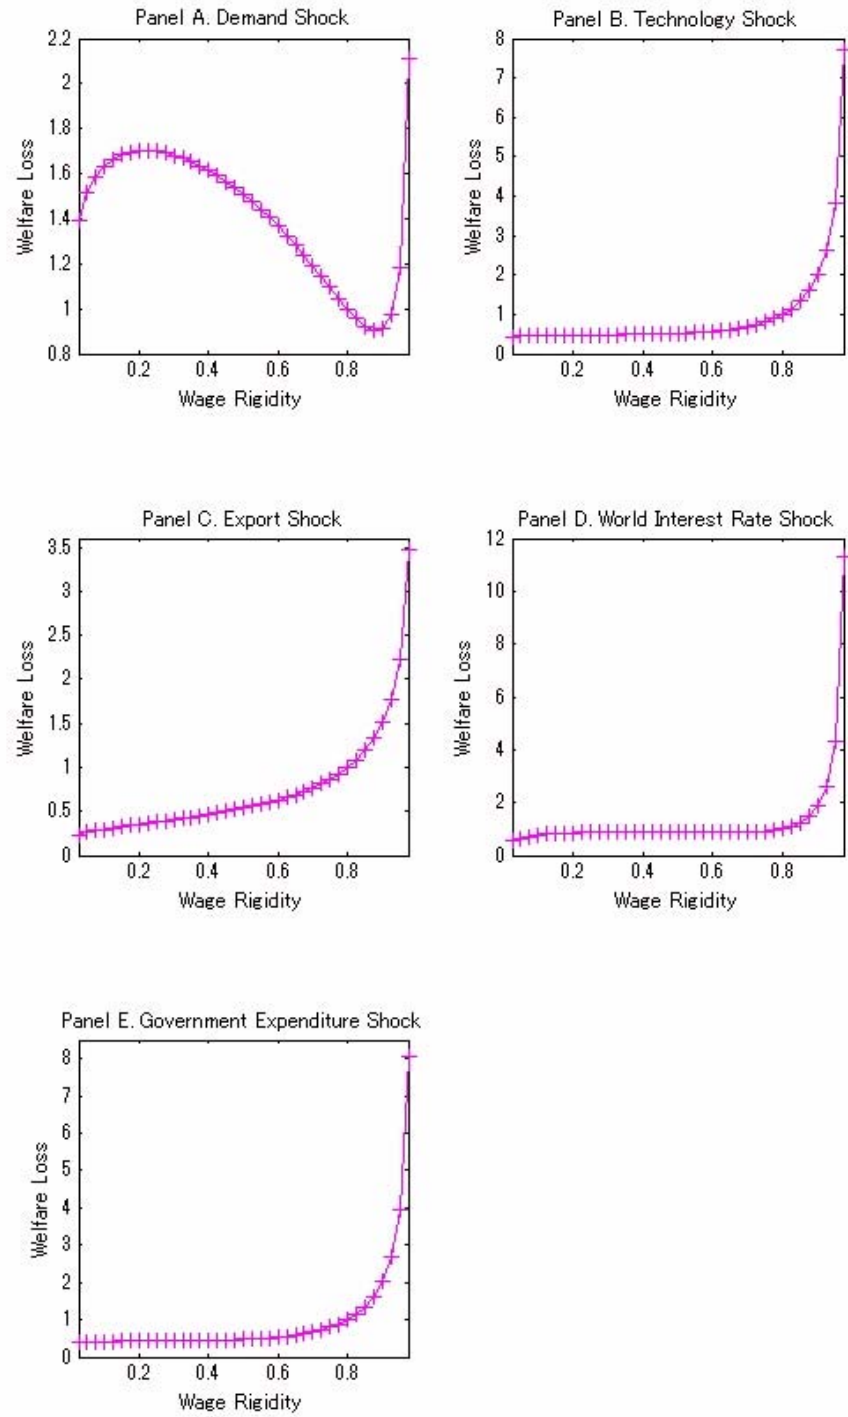 Panel A. Demand Shock
2.2
2
1.8
1.6
1.4
1.2
1
0.8
Welfare Loss
0.2 0.4 0.6 0.8
Wage Rigidity
Panel B. Technology Shock
8
7
6
5
4
3
2
1
0
Welfare Loss
0.2 0.4 0.6 0.8
Wage Rigidity
Panel C. Export Shock
3.5
3
2.5
2
1.5
1
0.5
0
Welfare Loss
0.2 0.4 0.6 0.8
Wage Rigidity
Panel D. World Interest Rate Shock
12
10
8
6
4
2
0
Welfare Loss
0.2 0.4 0.6 0.8
Wage Rigidity
Panel E. Government Expenditure Shock
8
7
6
5
4
3
2
1
0
Welfare Loss
0.2 0.4 0.6 0.8
Wage Rigidity